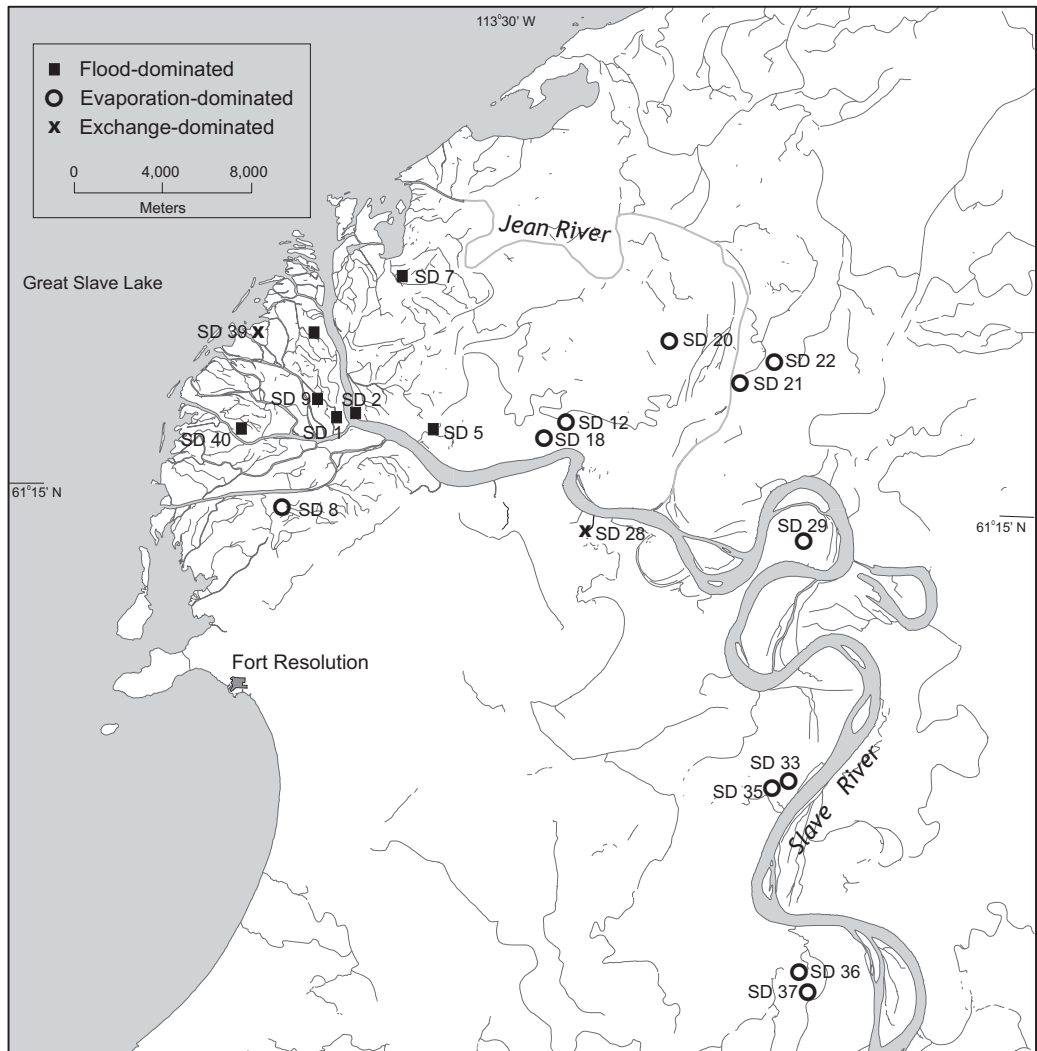 113°30' W
Flood-dominated
Evaporation-dominated
x Exchange-dominated
0 4,000 8,000
Meters
Jean River
Great Slave Lake
SD 7
SD 39
SD 20
SD 22
SD 21
SD 9
SD 2
SD 12
SD 40
SD 1
SD 5
SD 18
61°15' N
SD 8
SD 28
SD 29
61°15' N
Fort Resolution
SD 33
SD 35
Slave River
SD 36
SD 37